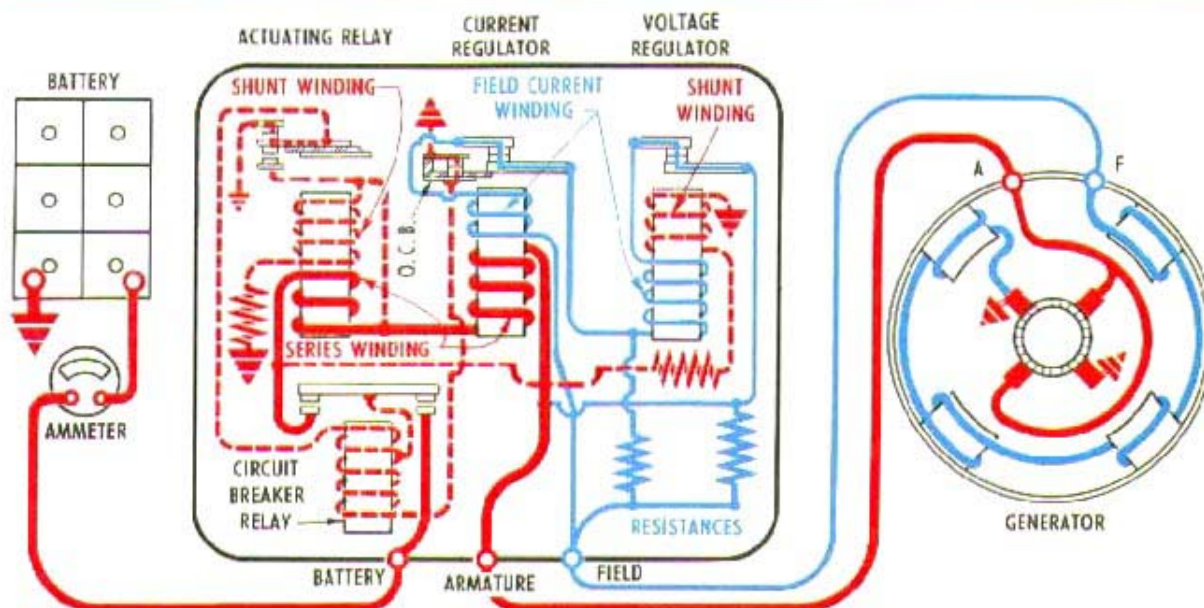 ACTUATING RELAY
CURRENT
REGULATOR
VOLTAGE
REGULATOR
BATTERY
SHUNT WINDING
FIELD CURRENT
WINDING
SHUNT
WINDING
A
F
O.C.B.
SERIES WINDING
AMMETER
CIRCUIT
BREAKER
RELAY
RESISTANCES
GENERATOR
BATTERY
ARMATURE
FIELD